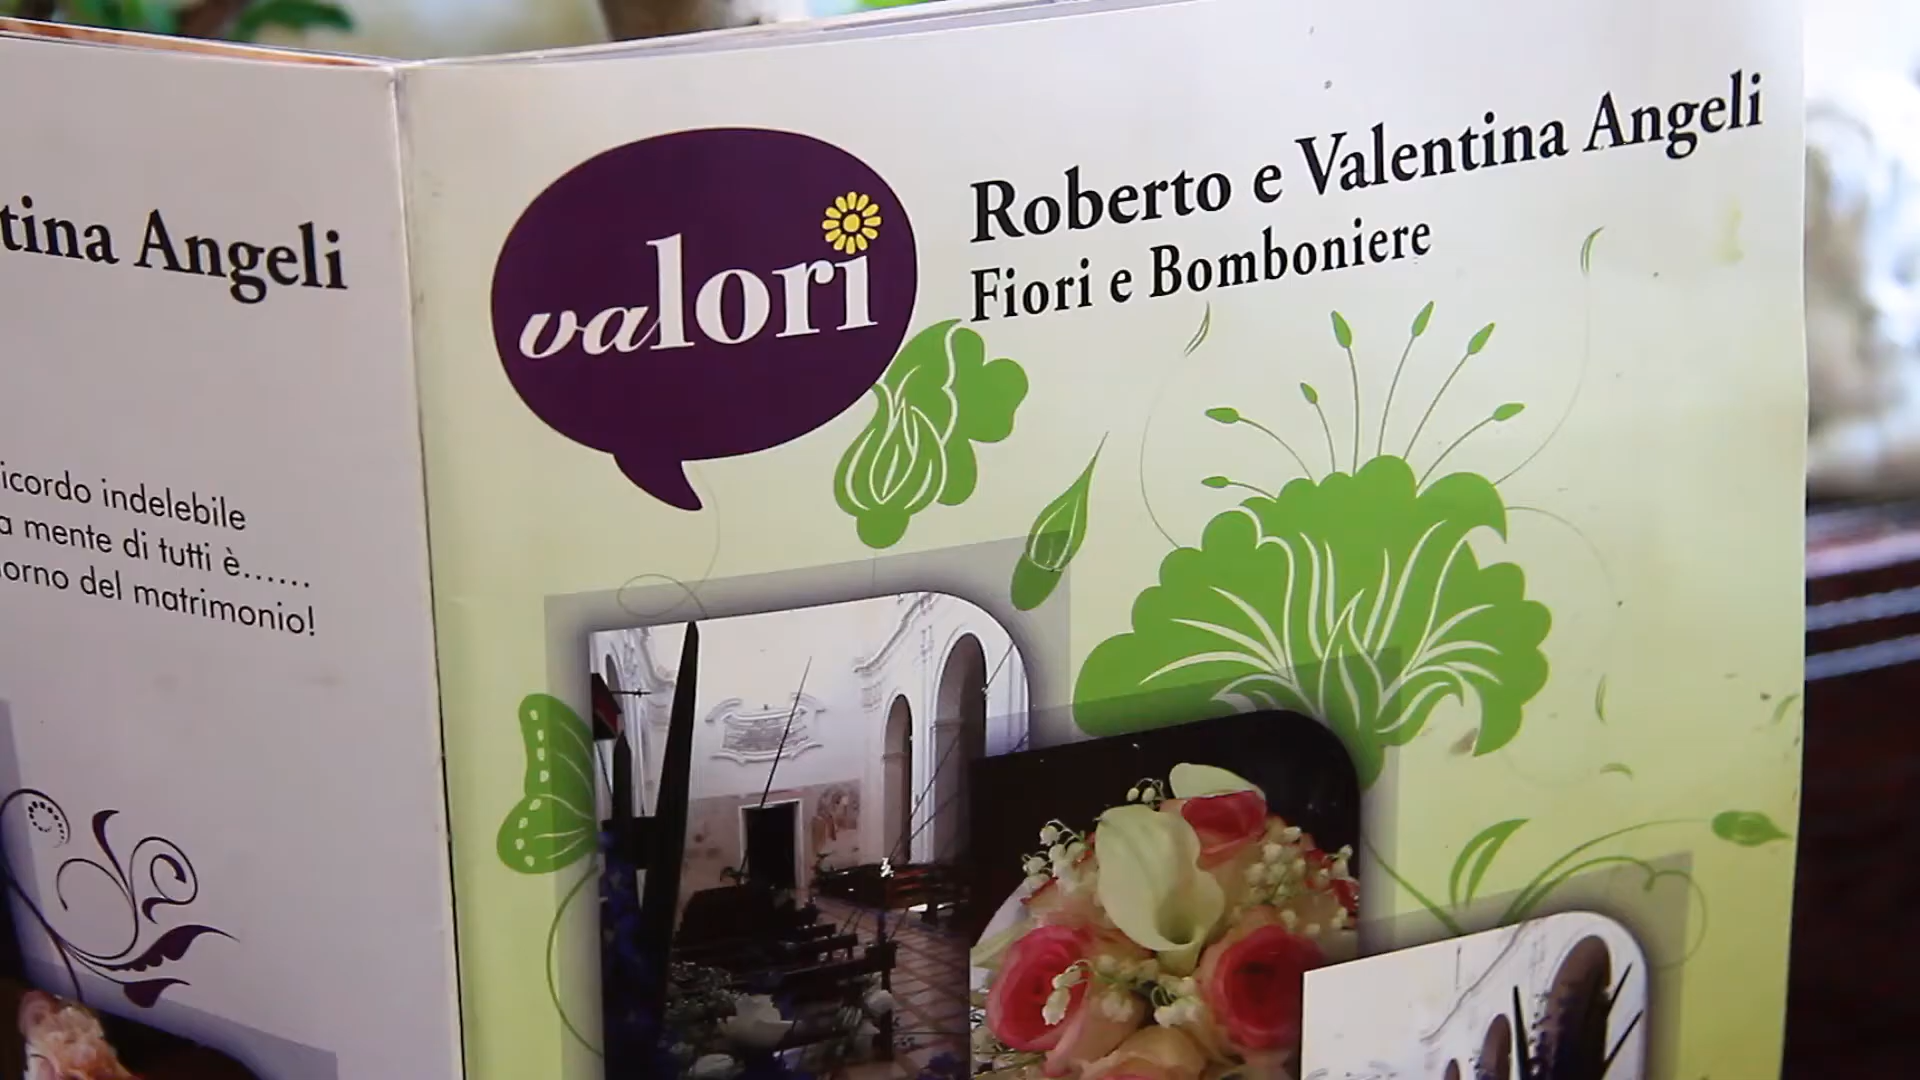 tina Angeli
icordo indelebile
a mente di tutti è......
orno del matrimonio!
valori
Roberto e Valentina Angeli
Fiori e Bomboniere